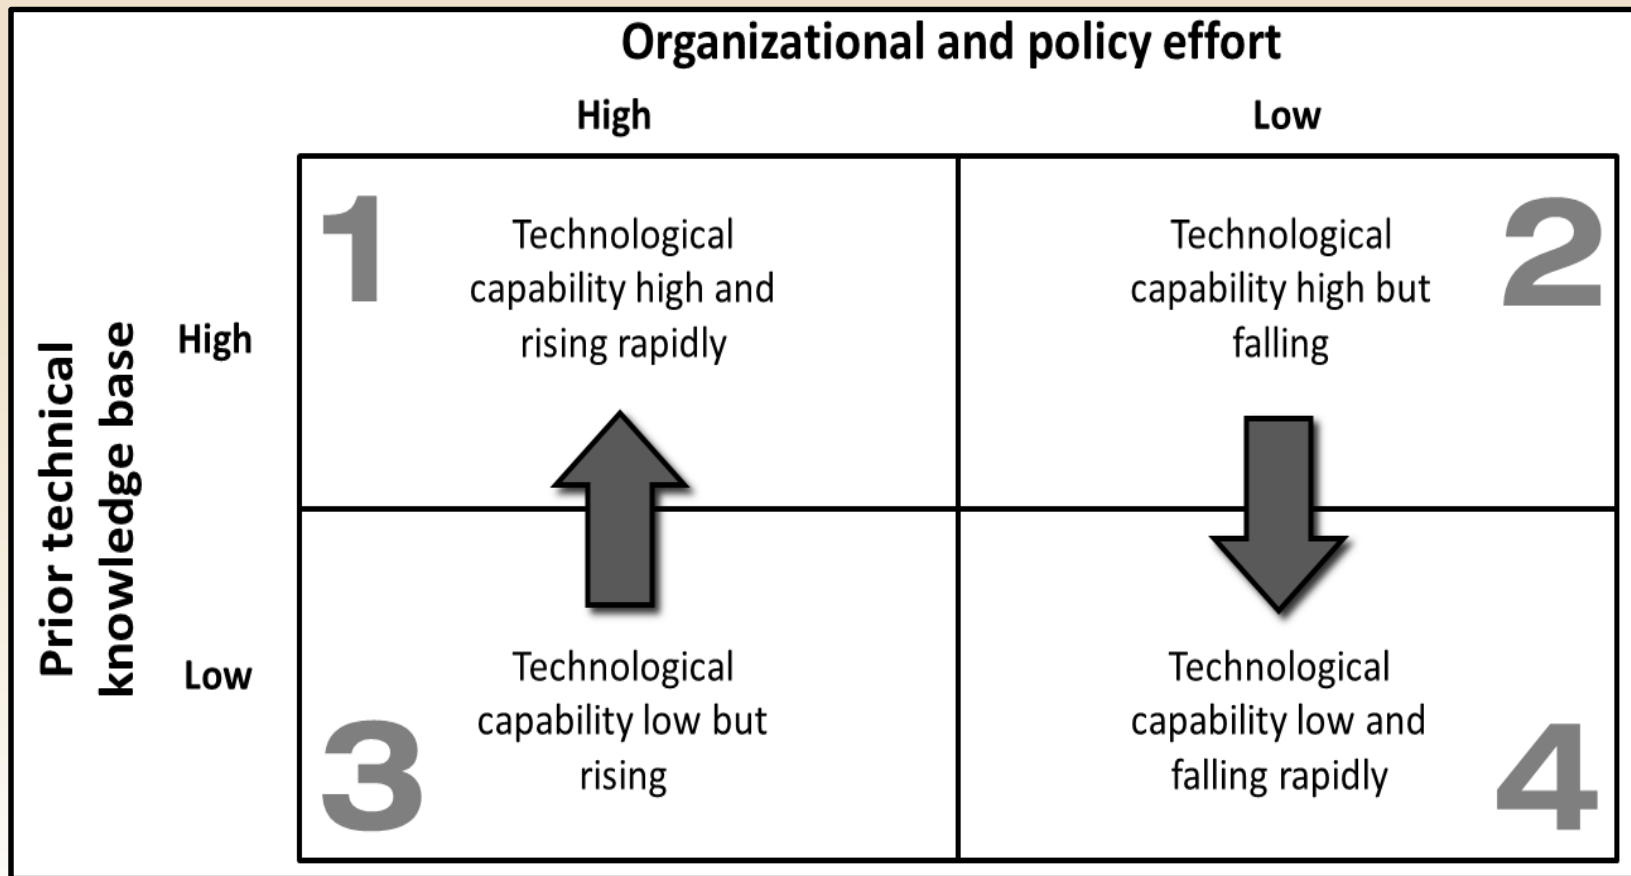 Organizational and policy effort
High
Low
Prior technical
knowledge base
High
1
Technological
capability high and
rising rapidly
Technological
capability high but
falling
2
Low
3
Technological
capability low but
rising
Technological
capability low and
falling rapidly
4